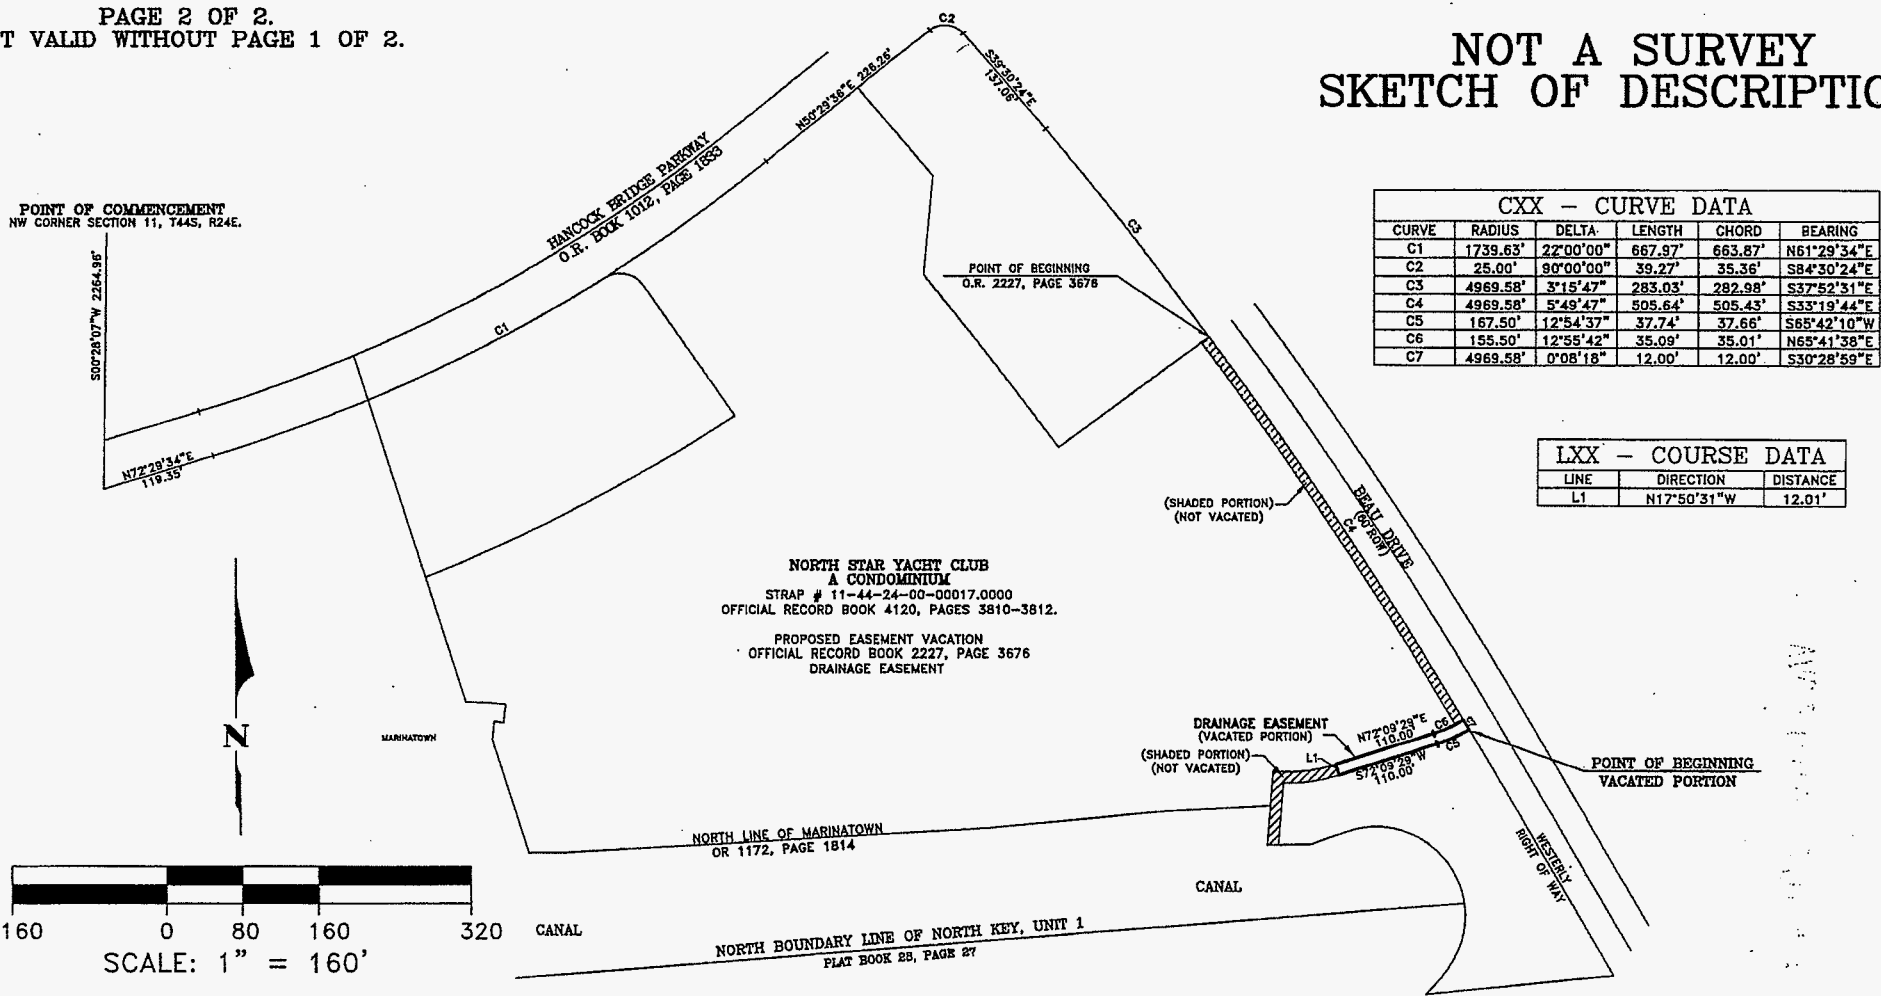 PAGE 2 OF 2.
T VALID WITHOUT PAGE 1 OF 2.
NOT A SURVEY
SKETCH OF DESCRIPTIO
POINT OF COMMENCEMENT
NW CORNER SECTION 11, T44S, R24E.
S00°28'07"W 2264.96'
N72°29'34"E
119.35'
HANCOCK BRIDGE PARKWAY
O.R. BOOK 1012, PAGE 1833
C1
N50°29'36"E 226.26'
C2
S39°30'24"E
137.06'
C3
POINT OF BEGINNING
O.R. 2227, PAGE 3676
CXX - CURVE DATA
CURVE RADIUS DELTA LENGTH CHORD BEARING
C1 1739.63' 22°00'00" 667.97' 663.87' N61°29'34"E
C2 25.00' 90°00'00" 39.27' 35.36' S84°30'24"E
C3 4969.58' 3°15'47" 283.03' 282.98' S37°52'31"E
C4 4969.58' 5°49'47" 505.64' 505.43' S33°19'44"E
C5 167.50' 12°54'37" 37.74' 37.66' S65°42'10"W
C6 155.50' 12°55'42" 35.09' 35.01' N65°41'38"E
C7 4969.58' 0°08'18" 12.00' 12.00' S30°28'59"E
LXX - COURSE DATA
LINE DIRECTION DISTANCE
L1 N17°50'31"W 12.01'
(SHADED PORTION)
(NOT VACATED)
BEAU DRIVE
(60' ROW)
C4
NORTH STAR YACHT CLUB
A CONDOMINIUM
STRAP # 11-44-24-00-00017.0000
OFFICIAL RECORD BOOK 4120, PAGES 3810-3812.
PROPOSED EASEMENT VACATION
OFFICIAL RECORD BOOK 2227, PAGE 3676
DRAINAGE EASEMENT
N
MARINATOWN
DRAINAGE EASEMENT
(VACATED PORTION)
(SHADED PORTION)
(NOT VACATED)
N72°09'29"E
110.00'
C6
C7
L1
S72°09'29"W
110.00'
C5
POINT OF BEGINNING
VACATED PORTION
NORTH LINE OF MARINATOWN
OR 1172, PAGE 1814
WESTERLY
RIGHT OF WAY
CANAL
CANAL
NORTH BOUNDARY LINE OF NORTH KEY, UNIT 1
PLAT BOOK 28, PAGE 27
160 0 80 160 320
SCALE: 1" = 160'